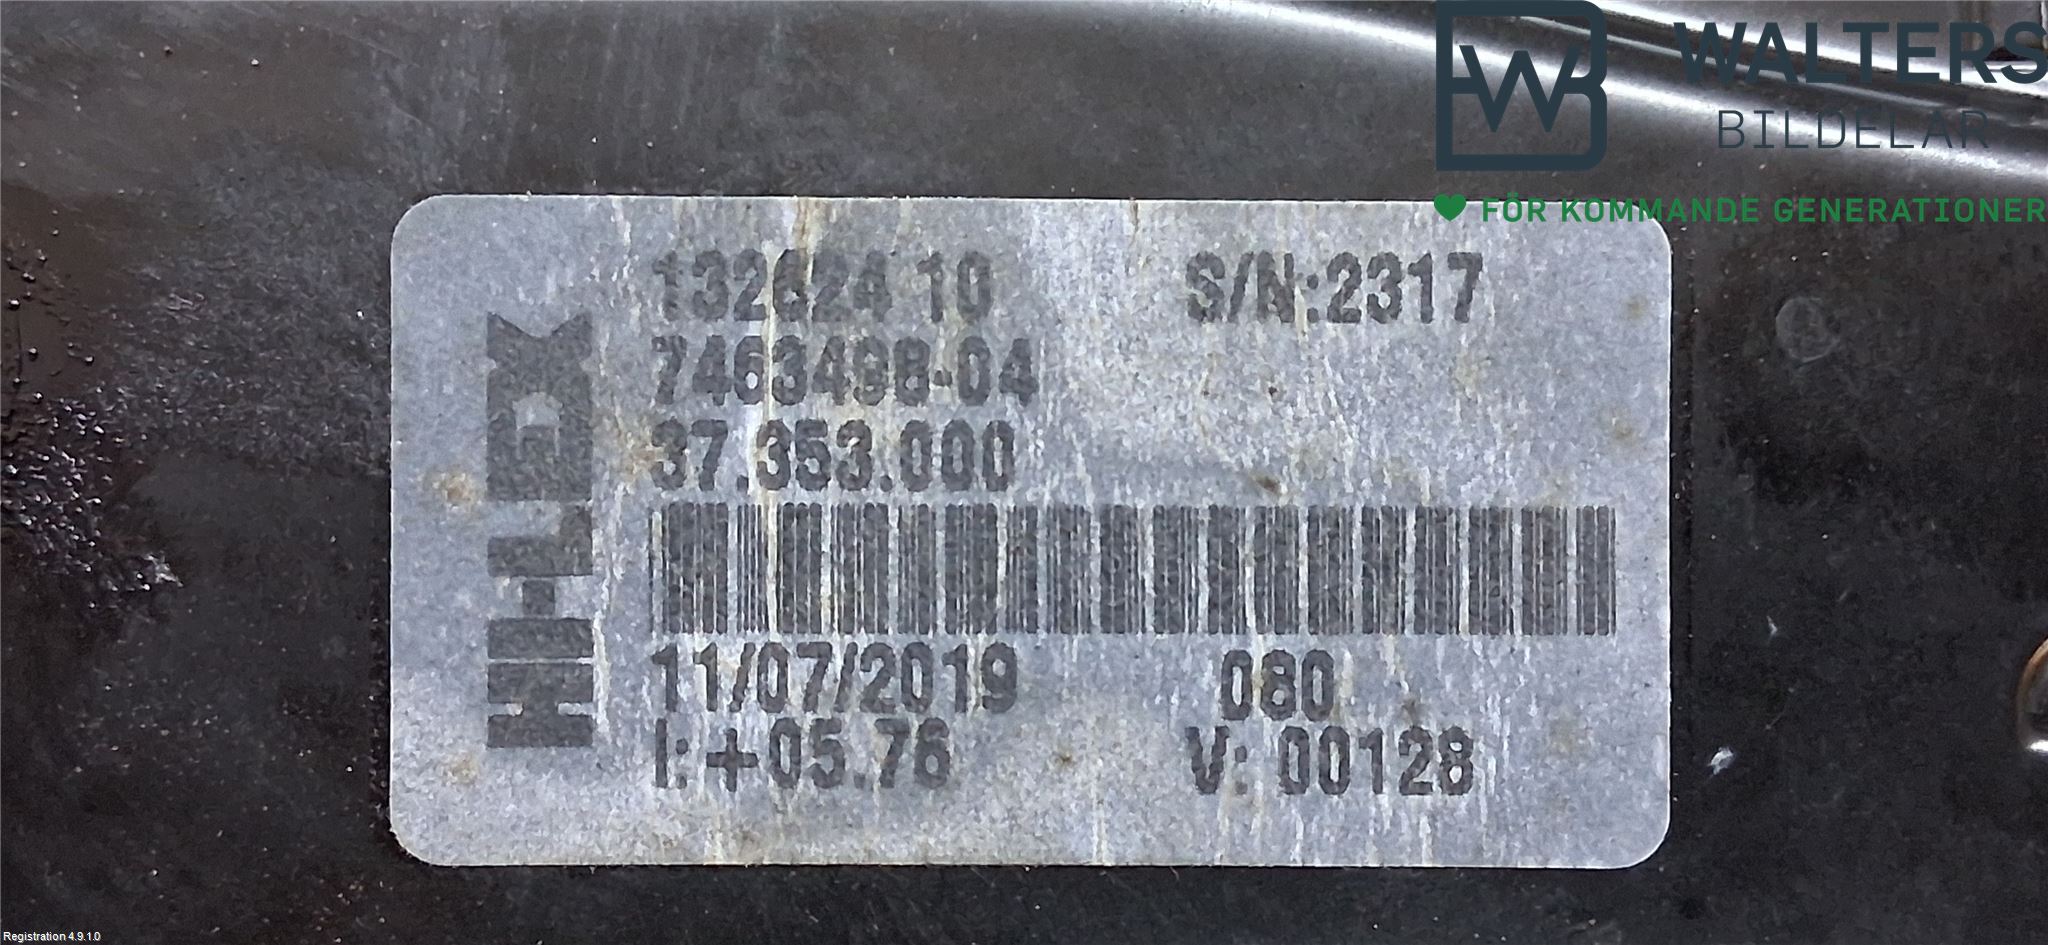 WALTERS
BILDELAR
FÖR KOMMANDE GENERATIONER
HI-LEX
132624 10 S/N:2317
7463498-04
37.353.000
11/07/2019 080
I: +05.76 V: 00128
Registration 4.9.1.0